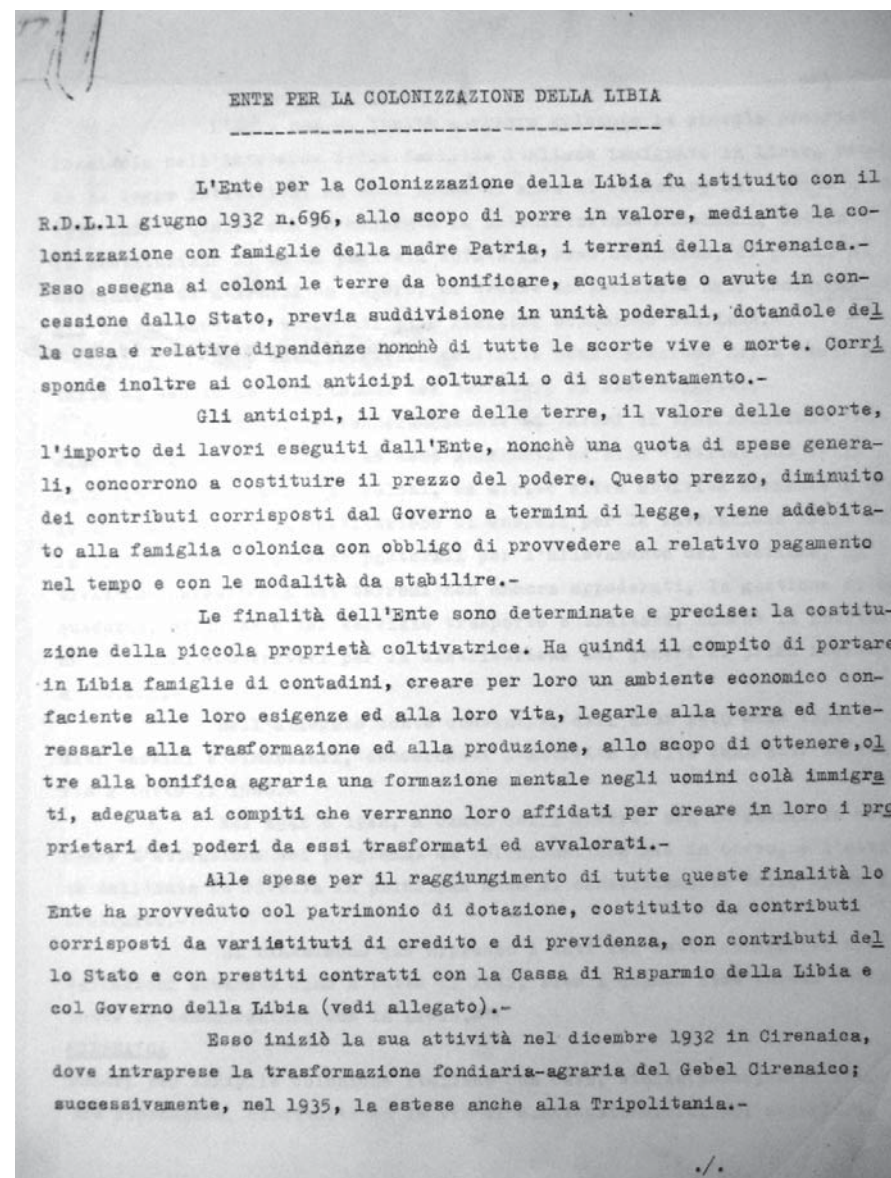 ENTE PER LA COLONIZZAZIONE DELLA LIBIA
-----------------------------------
L'Ente per la Colonizzazione della Libia fu istituito con il
R.D.L.11 giugno 1932 n.696, allo scopo di porre in valore, mediante la co-
lonizzazione con famiglie della madre Patria, i terreni della Cirenaica.-
Esso assegna ai coloni le terre da bonificare, acquistate o avute in con-
cessione dallo Stato, previa suddivisione in unità poderali, dotandole del
la casa e relative dipendenze nonchè di tutte le scorte vive e morte. Corri
sponde inoltre ai coloni anticipi colturali o di sostentamento.-
Gli anticipi, il valore delle terre, il valore delle scorte,
l'importo dei lavori eseguiti dall'Ente, nonchè una quota di spese genera-
li, concorrono a costituire il prezzo del podere. Questo prezzo, diminuito
dei contributi corrisposti dal Governo a termini di legge, viene addebita-
to alla famiglia colonica con obbligo di provvedere al relativo pagamento
nel tempo e con le modalità da stabilire.-
Le finalità dell'Ente sono determinate e precise: la costitu-
zione della piccola proprietà coltivatrice. Ha quindi il compito di portare
in Libia famiglie di contadini, creare per loro un ambiente economico con-
faciente alle loro esigenze ed alla loro vita, legarle alla terra ed inte-
ressarle alla trasformazione ed alla produzione, allo scopo di ottenere,ol
tre alla bonifica agraria una formazione mentale negli uomini colà immigra
ti, adeguata ai compiti che verranno loro affidati per creare in loro i pro
prietari dei poderi da essi trasformati ed avvalorati.-
Alle spese per il raggiungimento di tutte queste finalità lo
Ente ha provveduto col patrimonio di dotazione, costituito da contributi
corrisposti da variistituti di credito e di previdenza, con contributi del
lo Stato e con prestiti contratti con la Cassa di Risparmio della Libia e
col Governo della Libia (vedi allegato).-
Esso iniziò la sua attività nel dicembre 1932 in Cirenaica,
dove intraprese la trasformazione fondiaria-agraria del Gebel Cirenaico;
successivamente, nel 1935, la estese anche alla Tripolitania.-
./.